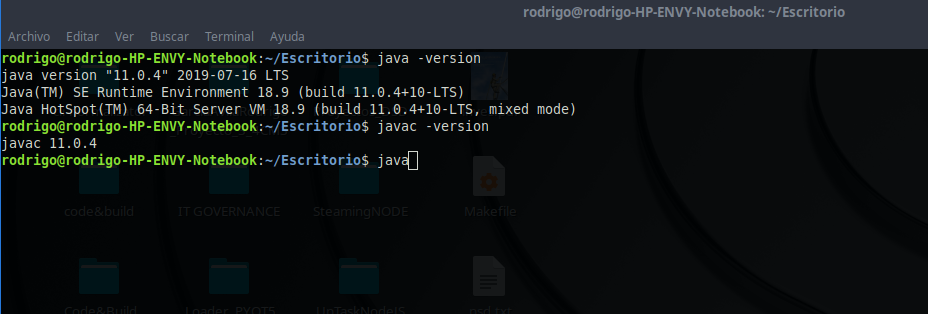 rodrigo@rodrigo-HP-ENVY-Notebook: ~/Escritorio
Archivo Editar Ver Buscar Terminal Ayuda
rodrigo@rodrigo-HP-ENVY-Notebook:~/Escritorio$ java -version
java version "11.0.4" 2019-07-16 LTS
Java(TM) SE Runtime Environment 18.9 (build 11.0.4+10-LTS)
Java HotSpot(TM) 64-Bit Server VM 18.9 (build 11.0.4+10-LTS, mixed mode)
rodrigo@rodrigo-HP-ENVY-Notebook:~/Escritorio$ javac -version
javac 11.0.4
rodrigo@rodrigo-HP-ENVY-Notebook:~/Escritorio$ java
code&build IT GOVERNANCE SteamingNODE Makefile
Code&Build Loader_PYQT5 UpTaskNodeJS psd.txt